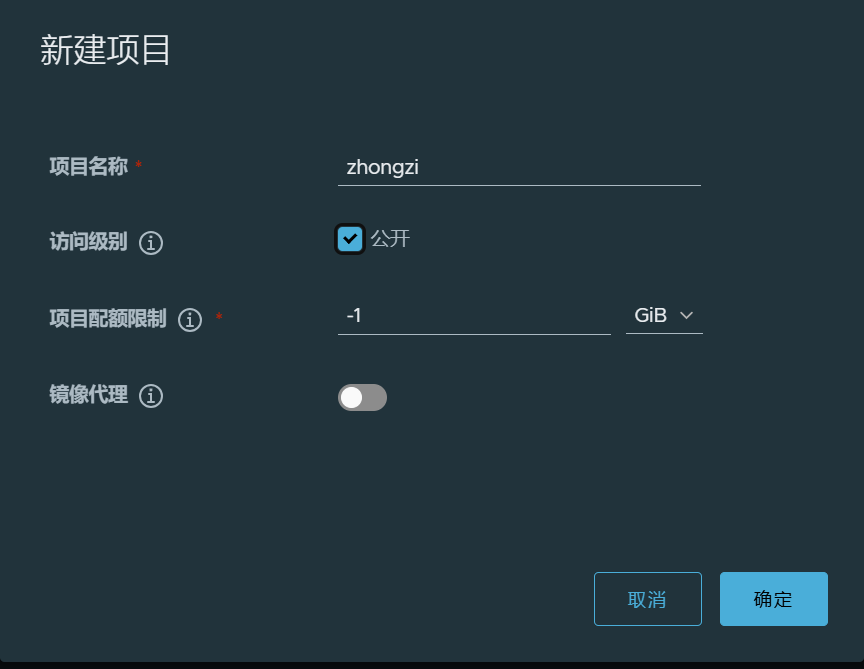 新建项目
项目名称 *
zhongzi
访问级别
公开
项目配额限制 *
-1
GiB
镜像代理
取消
确定